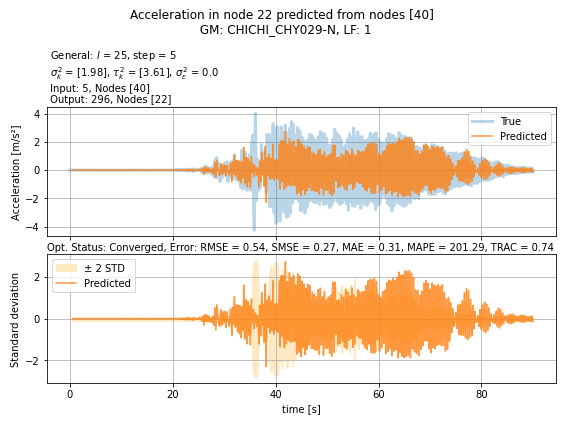 Acceleration in node 22 predicted from nodes [40]
GM: CHICHI_CHY029-N, LF: 1
General: l = 25, step = 5
σ²ₖ = [1.98], τ²ₖ = [3.61], σ²ε = 0.0
Input: 5, Nodes [40]
Output: 296, Nodes [22]
Acceleration [m/s²]
4
2
0
−2
−4
True
Predicted
Opt. Status: Converged, Error: RMSE = 0.54, SMSE = 0.27, MAE = 0.31, MAPE = 201.29, TRAC = 0.74
Standard deviation
2
0
−2
± 2 STD
Predicted
0 20 40 60 80
time [s]